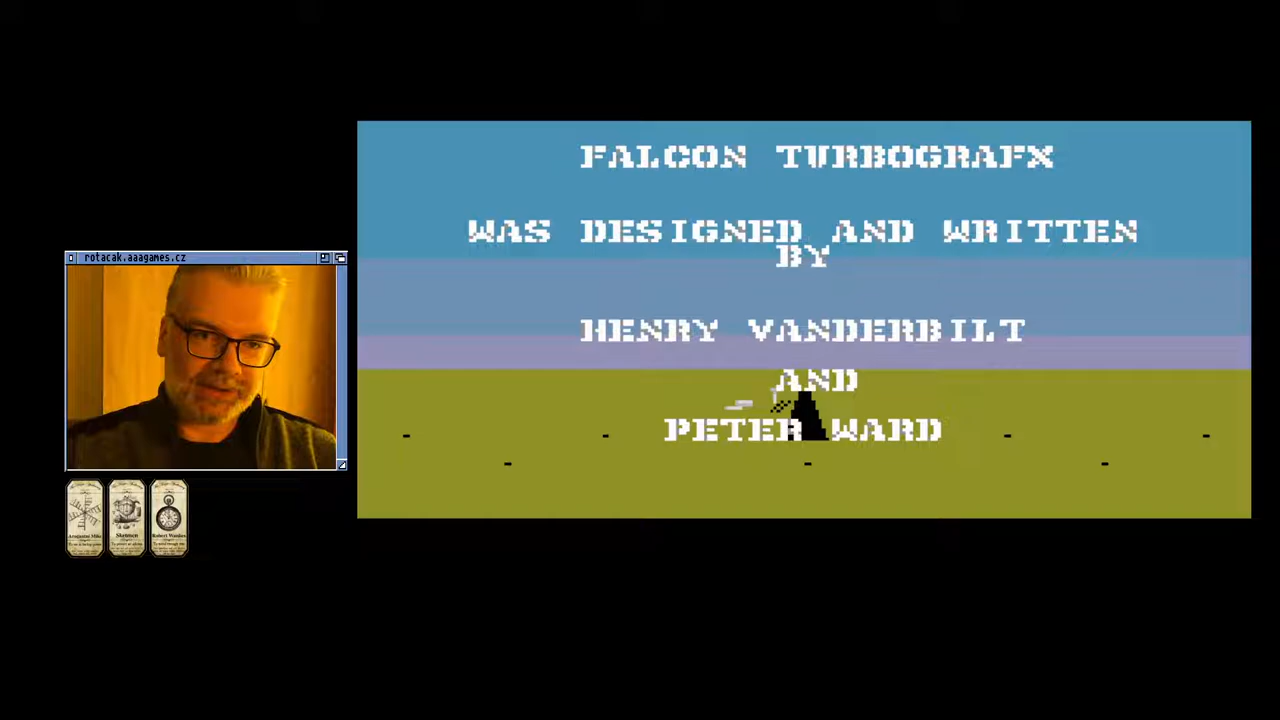 FALCON TURBOGRAFX
WAS DESIGNED AND WRITTEN
BY
rotacak.aaagames.cz
HENRY VANDERBILT
AND
PETER WARD